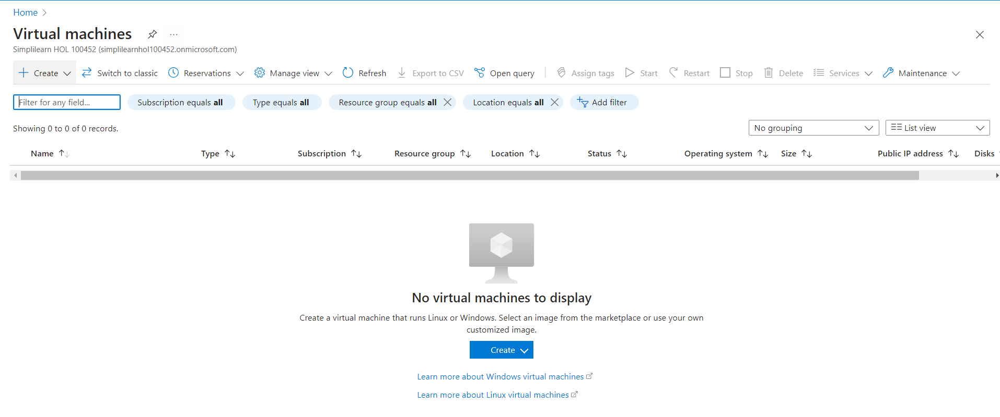 Home
Virtual machines
Simplilearn HOL 100452 (simplilearnhol100452.onmicrosoft.com)
Create Switch to classic Reservations Manage view Refresh Export to CSV Open query Assign tags Start Restart Stop Delete Services Maintenance
Filter for any field... Subscription equals all Type equals all Resource group equals all Location equals all Add filter
Showing 0 to 0 of 0 records. No grouping List view
Name Type Subscription Resource group Location Status Operating system Size Public IP address Disks
No virtual machines to display
Create a virtual machine that runs Linux or Windows. Select an image from the marketplace or use your own
customized image.
Create
Learn more about Windows virtual machines
Learn more about Linux virtual machines